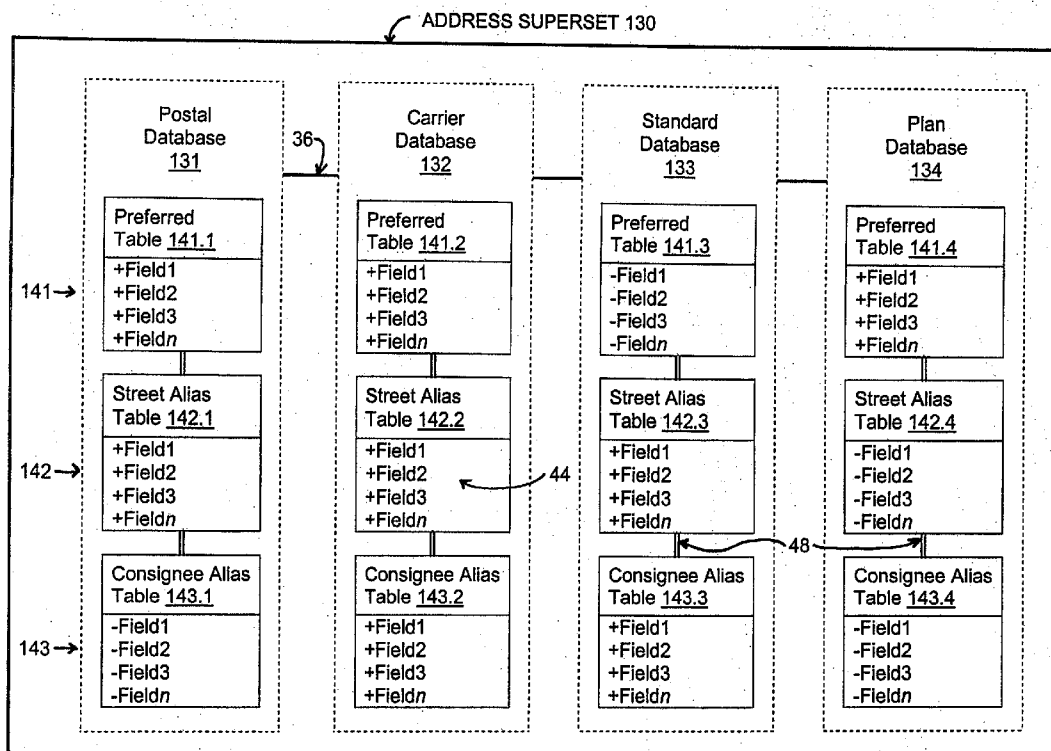 ADDRESS SUPERSET 130
Postal
Database
131
36
Carrier
Database
132
Standard
Database
133
Plan
Database
134
141
Preferred
Table 141.1
+Field1
+Field2
+Field3
+Fieldn
Preferred
Table 141.2
+Field1
+Field2
+Field3
+Fieldn
Preferred
Table 141.3
-Field1
-Field2
-Field3
-Fieldn
Preferred
Table 141.4
+Field1
+Field2
+Field3
+Fieldn
142
Street Alias
Table 142.1
+Field1
+Field2
+Field3
+Fieldn
Street Alias
Table 142.2
+Field1
+Field2
+Field3
+Fieldn
44
Street Alias
Table 142.3
+Field1
+Field2
+Field3
+Fieldn
Street Alias
Table 142.4
-Field1
-Field2
-Field3
-Fieldn
48
143
Consignee Alias
Table 143.1
-Field1
-Field2
-Field3
-Fieldn
Consignee Alias
Table 143.2
+Field1
+Field2
+Field3
+Fieldn
Consignee Alias
Table 143.3
+Field1
+Field2
+Field3
+Fieldn
Consignee Alias
Table 143.4
-Field1
-Field2
-Field3
-Fieldn